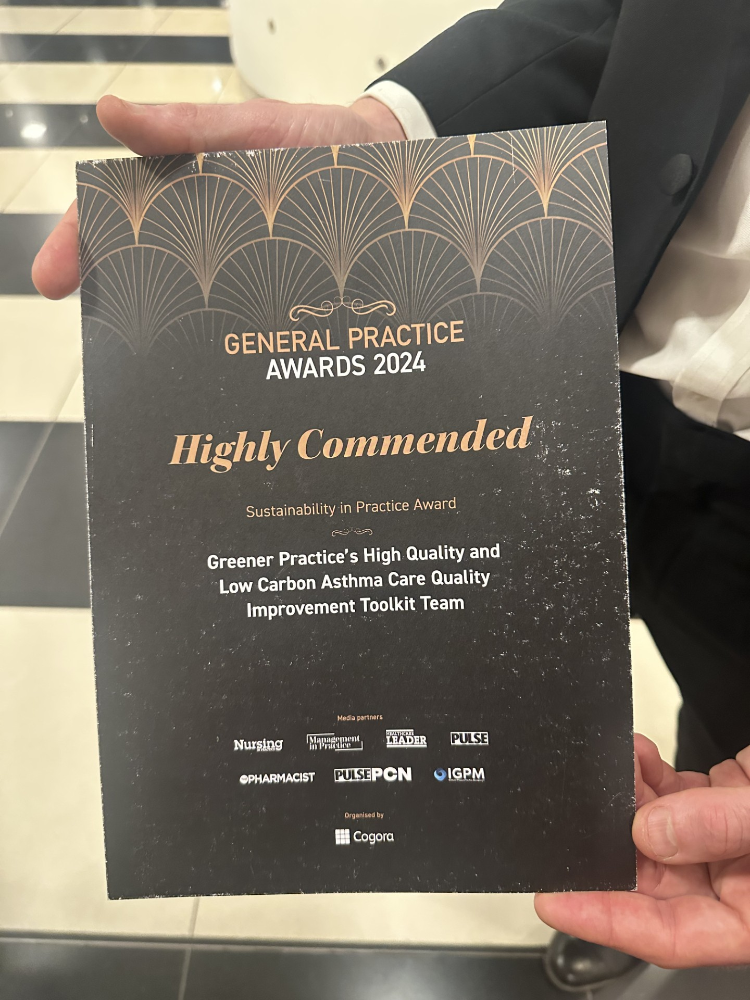 GENERAL PRACTICE
AWARDS 2024
Highly Commended
Sustainability in Practice Award
Greener Practice's High Quality and
Low Carbon Asthma Care Quality
Improvement Toolkit Team
Media partners
Nursing
IN PRACTICE
Management
in Practice
HEALTHCARE
LEADER
PULSE
THE PHARMACIST
PULSE PCN
IGPM
Organised by
Cogora